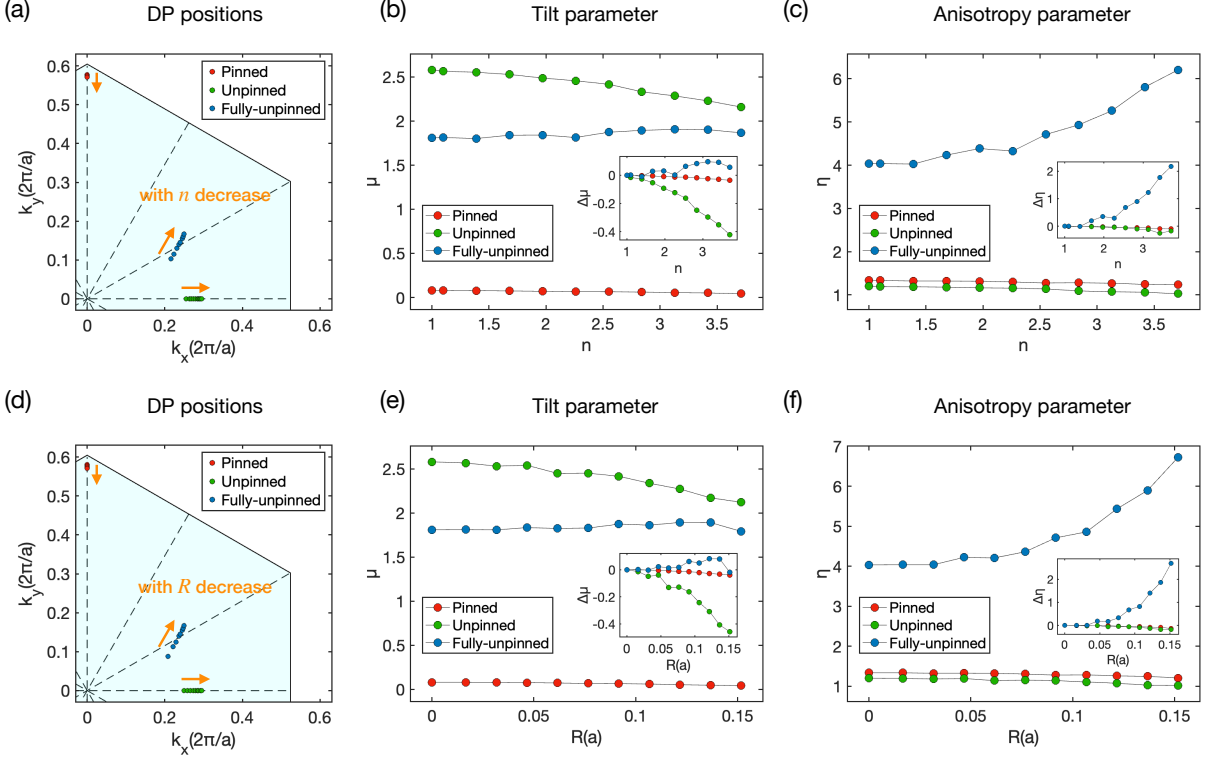 (a)
DP positions
0.6
0.5
0.4
0.3
0.2
0.1
0
0
0.2
0.4
0.6
k_y(2π/a)
k_x(2π/a)
Pinned
Unpinned
Fully-unpinned
with n decrease
(b)
Tilt parameter
2.5
2
1.5
1
0.5
0
1
1.5
2
2.5
3
3.5
μ
n
Pinned
Unpinned
Fully-unpinned
0
-0.2
-0.4
1
2
3
Δμ
n
(c)
Anisotropy parameter
6
5
4
3
2
1
1
1.5
2
2.5
3
3.5
η
n
Pinned
Unpinned
Fully-unpinned
2
1
0
1
2
3
Δη
n
(d)
DP positions
0.6
0.5
0.4
0.3
0.2
0.1
0
0
0.2
0.4
0.6
k_y(2π/a)
k_x(2π/a)
Pinned
Unpinned
Fully-unpinned
with R decrease
(e)
Tilt parameter
2.5
2
1.5
1
0.5
0
0
0.05
0.1
0.15
μ
R(a)
Pinned
Unpinned
Fully-unpinned
0
-0.2
-0.4
0
0.05
0.1
0.15
Δμ
R(a)
(f)
Anisotropy parameter
7
6
5
4
3
2
1
0
0.05
0.1
0.15
η
R(a)
Pinned
Unpinned
Fully-unpinned
2
1
0
0
0.05
0.1
0.15
Δη
R(a)